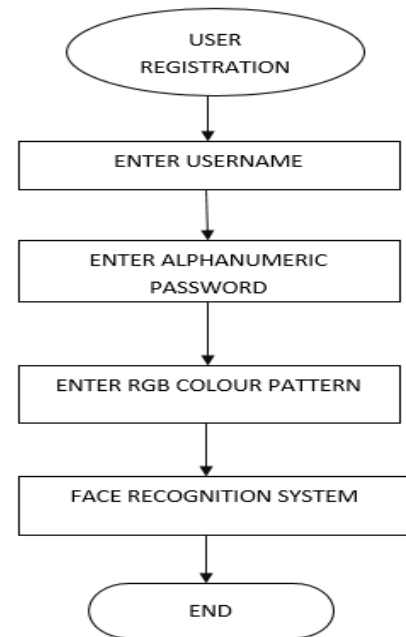 USER
REGISTRATION
ENTER USERNAME
ENTER ALPHANUMERIC
PASSWORD
ENTER RGB COLOUR PATTERN
FACE RECOGNITION SYSTEM
END